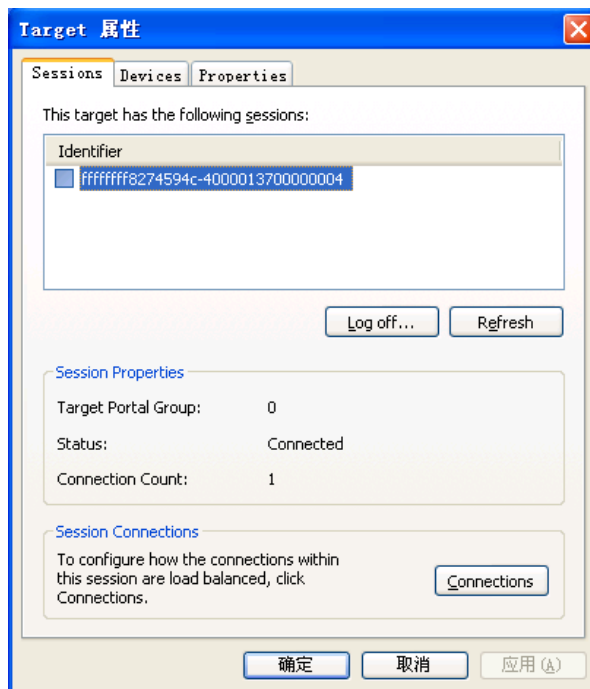 Target 属性
Sessions Devices Properties
This target has the following sessions:
Identifier
ffffffff8274594c-4000013700000004
Log off... Refresh
Session Properties
Target Portal Group: 0
Status: Connected
Connection Count: 1
Session Connections
To configure how the connections within
this session are load balanced, click
Connections.
Connections
确定 取消 应用(A)